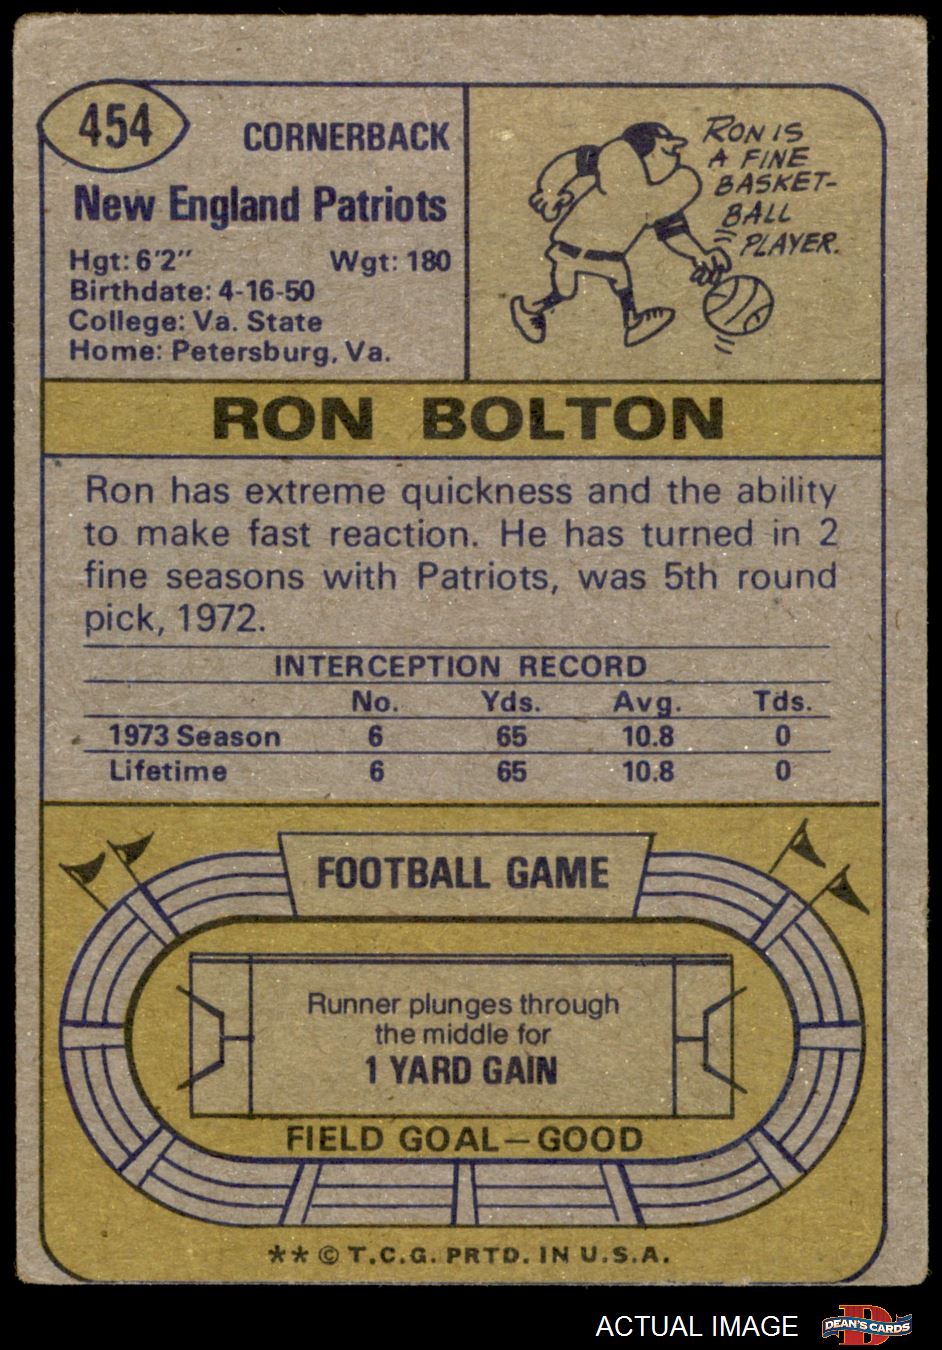 454
CORNERBACK
New England Patriots
Hgt: 6'2" Wgt: 180
Birthdate: 4-16-50
College: Va. State
Home: Petersburg, Va.
RON IS
A FINE
BASKET-
BALL
PLAYER.
RON BOLTON
Ron has extreme quickness and the ability
to make fast reaction. He has turned in 2
fine seasons with Patriots, was 5th round
pick, 1972.
INTERCEPTION RECORD
No. Yds. Avg. Tds.
1973 Season 6 65 10.8 0
Lifetime 6 65 10.8 0
FOOTBALL GAME
Runner plunges through
the middle for
1 YARD GAIN
FIELD GOAL—GOOD
** © T.C.G. PRTD. IN U.S.A.
ACTUAL IMAGE
D
DEAN'S CARDS